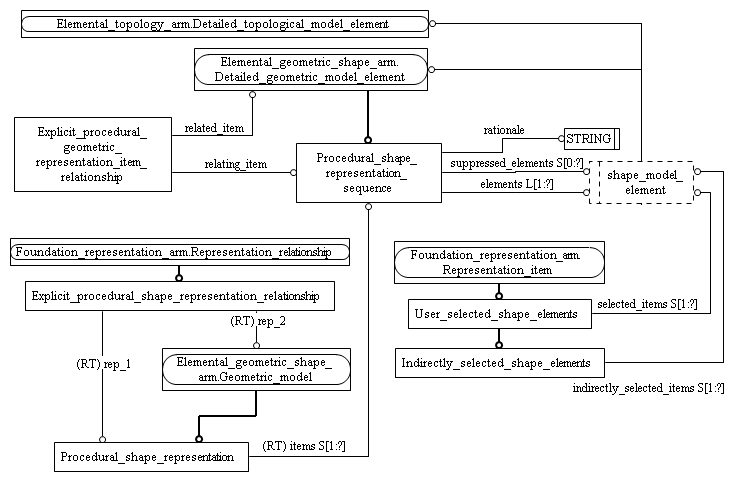 Elemental_topology_arm.Detailed_topological_model_element
Elemental_geometric_shape_arm.
Detailed_geometric_model_element
related_item
Explicit_procedural_
geometric_
representation_item_
relationship
relating_item
Procedural_shape_
representation_
sequence
rationale
STRING
suppressed_elements S[0:?]
elements L[1:?]
shape_model_
element
Foundation_representation_arm.Representation_relationship
Explicit_procedural_shape_representation_relationship
(RT) rep_1
(RT) rep_2
Elemental_geometric_shape_
arm.Geometric_model
Procedural_shape_representation
(RT) items S[1:?]
Foundation_representation_arm.
Representation_item
User_selected_shape_elements
selected_items S[1:?]
Indirectly_selected_shape_elements
indirectly_selected_items S[1:?]